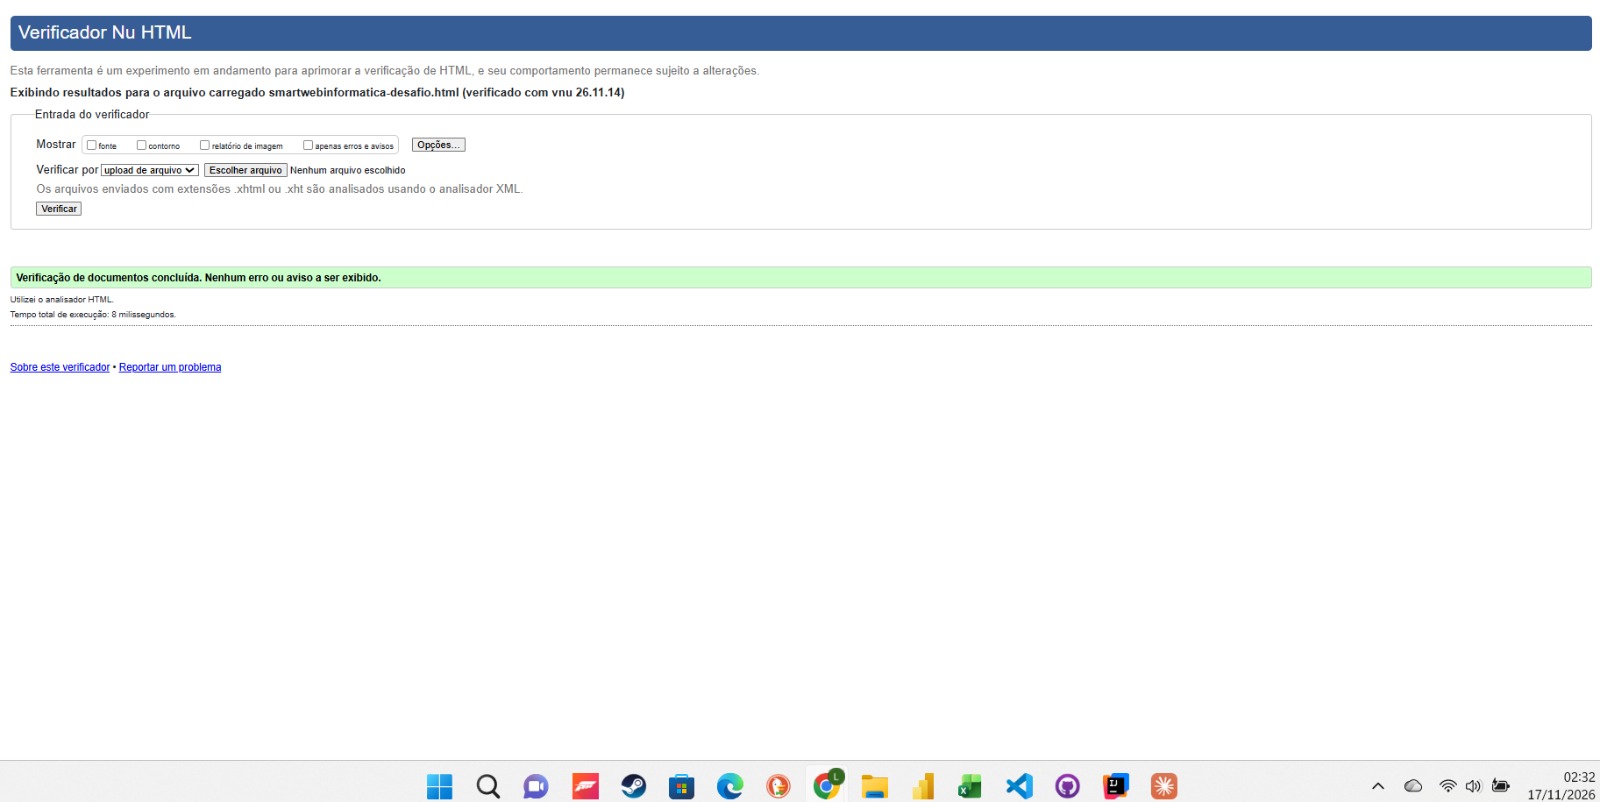 Verificador Nu HTML
Esta ferramenta é um experimento em andamento para aprimorar a verificação de HTML, e seu comportamento permanece sujeito a alterações.
Exibindo resultados para o arquivo carregado smartwebinformatica-desafio.html (verificado com vnu 26.11.14)
Entrada do verificador
Mostrar fonte contorno relatório de imagem apenas erros e avisos Opções...
Verificar por upload de arquivo Escolher arquivo Nenhum arquivo escolhido
Os arquivos enviados com extensões .xhtml ou .xht são analisados usando o analisador XML.
Verificar
Verificação de documentos concluída. Nenhum erro ou aviso a ser exibido.
Utilizei o analisador HTML.
Tempo total de execução: 8 milissegundos.
Sobre este verificador • Reportar um problema
L
IJ
02:32
17/11/2026